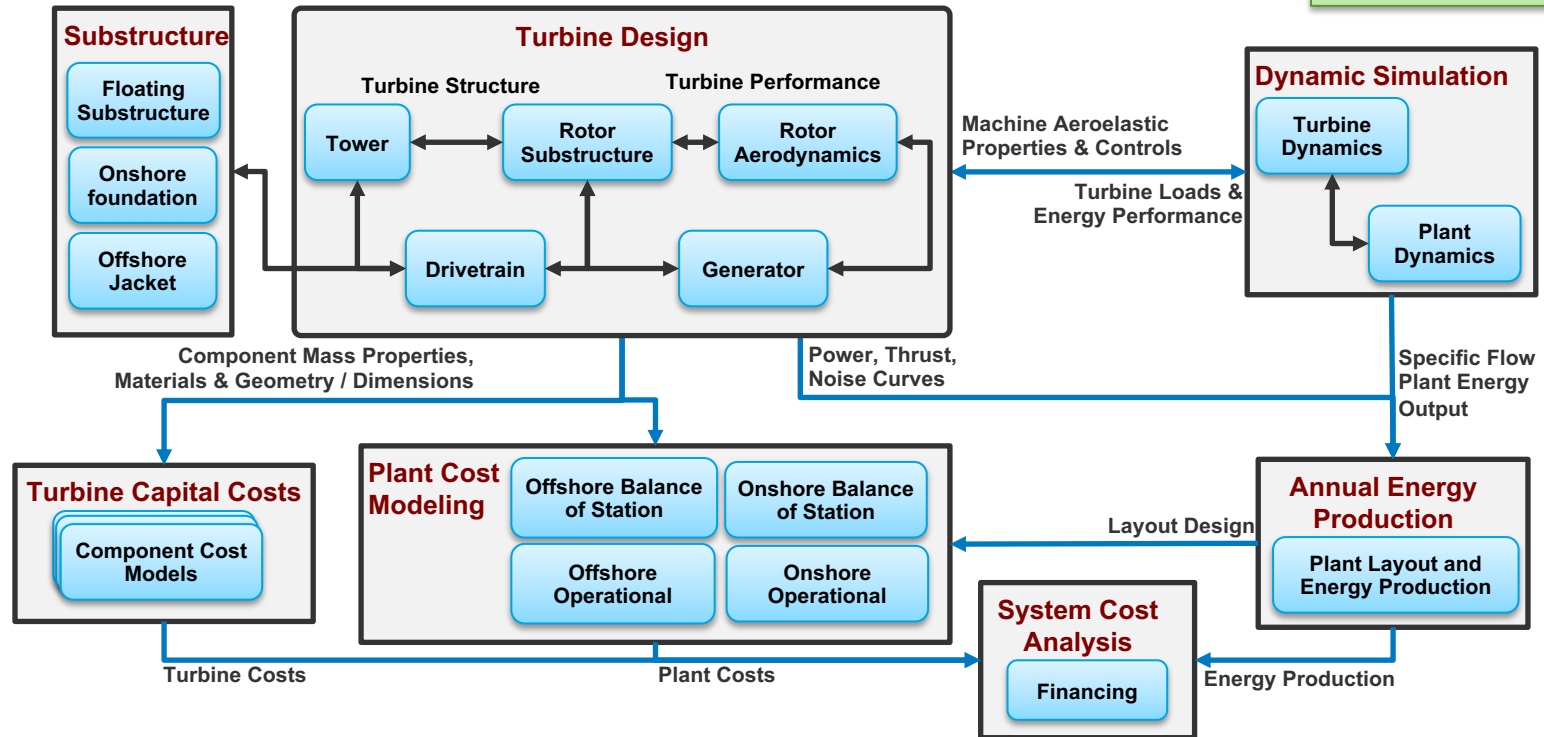 Substructure
Floating
Substructure
Onshore
foundation
Offshore
Jacket
Turbine Design
Turbine Structure
Turbine Performance
Tower
Rotor
Substructure
Rotor
Aerodynamics
Drivetrain
Generator
Machine Aeroelastic
Properties & Controls
Turbine Loads &
Energy Performance
Dynamic Simulation
Turbine
Dynamics
Plant
Dynamics
Component Mass Properties,
Materials & Geometry / Dimensions
Power, Thrust,
Noise Curves
Specific Flow
Plant Energy
Output
Turbine Capital Costs
Component Cost
Models
Plant Cost
Modeling
Offshore Balance
of Station
Onshore Balance
of Station
Offshore
Operational
Onshore
Operational
Layout Design
Annual Energy
Production
Plant Layout and
Energy Production
System Cost
Analysis
Financing
Turbine Costs
Plant Costs
Energy Production